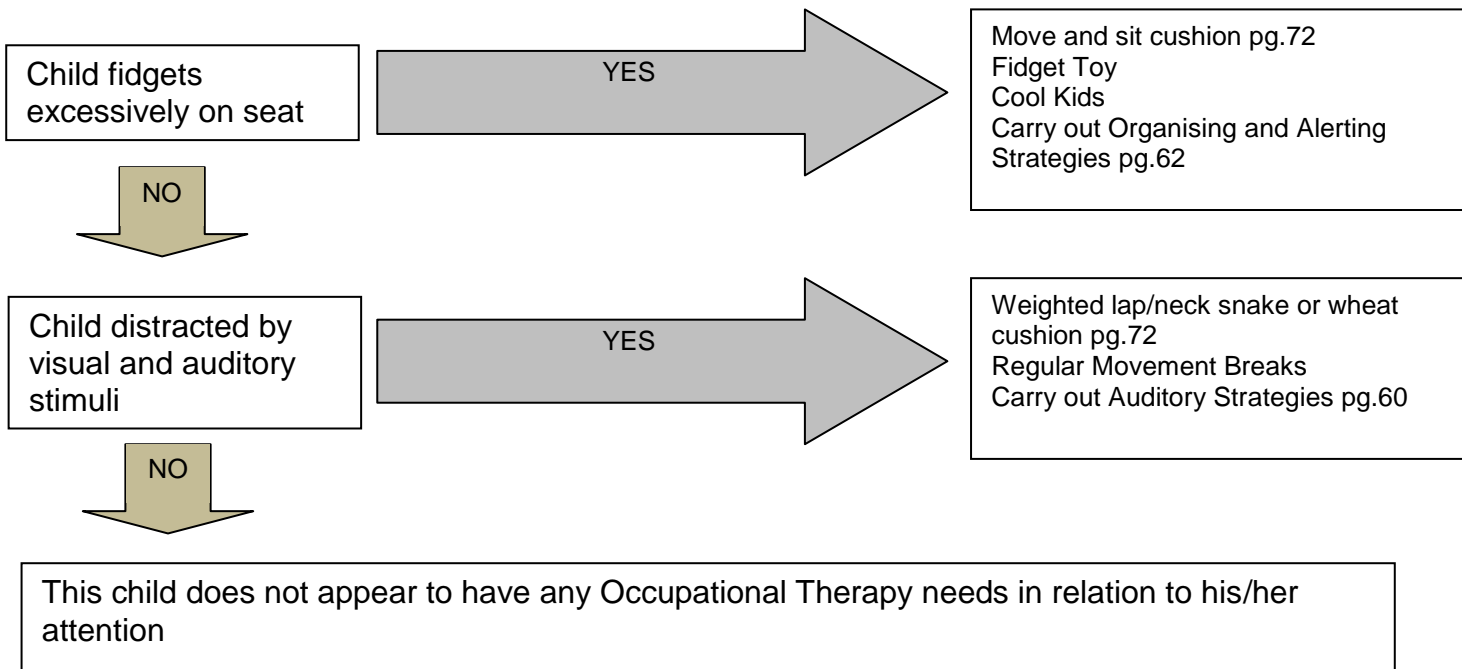 Child fidgets
excessively on seat
YES
Move and sit cushion pg.72
Fidget Toy
Cool Kids
Carry out Organising and Alerting
Strategies pg.62
NO
Child distracted by
visual and auditory
stimuli
YES
Weighted lap/neck snake or wheat
cushion pg.72
Regular Movement Breaks
Carry out Auditory Strategies pg.60
NO
This child does not appear to have any Occupational Therapy needs in relation to his/her
attention